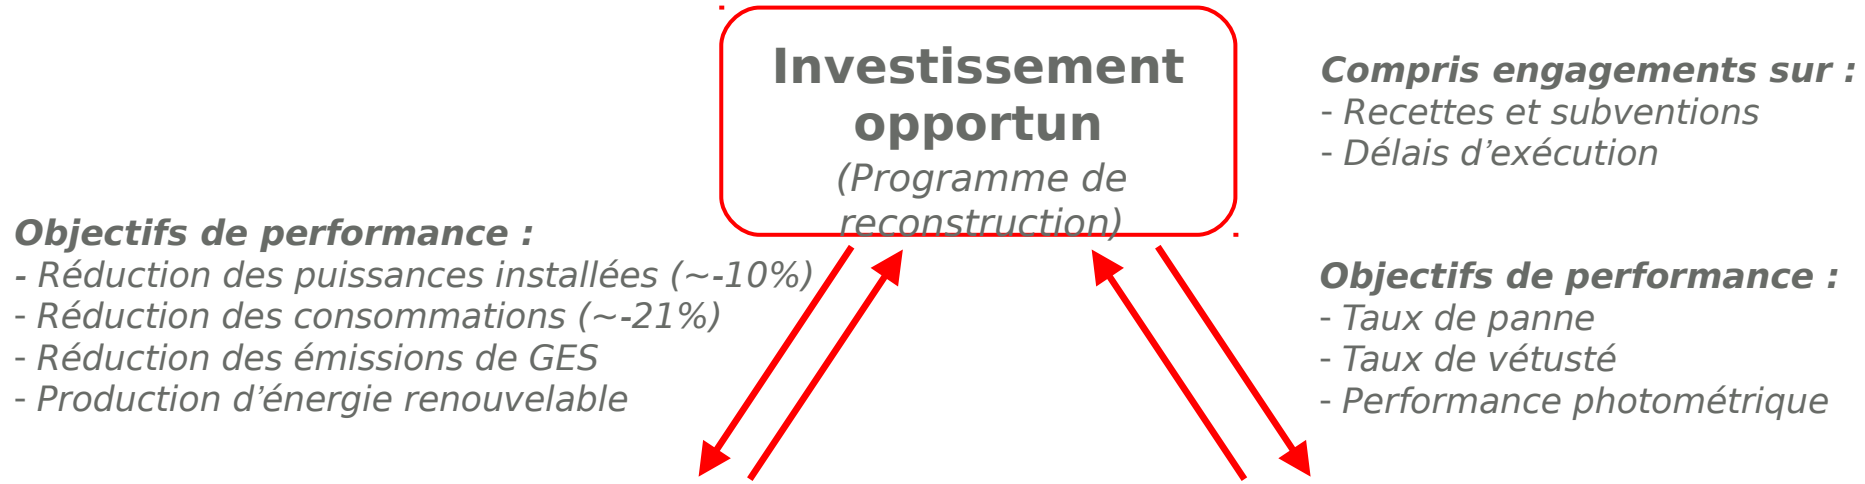 Investissement
opportun
(Programme de
reconstruction)
Compris engagements sur :
- Recettes et subventions
- Délais d’exécution
Objectifs de performance :
- Réduction des puissances installées (~-10%)
- Réduction des consommations (~-21%)
- Réduction des émissions de GES
- Production d’énergie renouvelable
Objectifs de performance :
- Taux de panne
- Taux de vétusté
- Performance photométrique